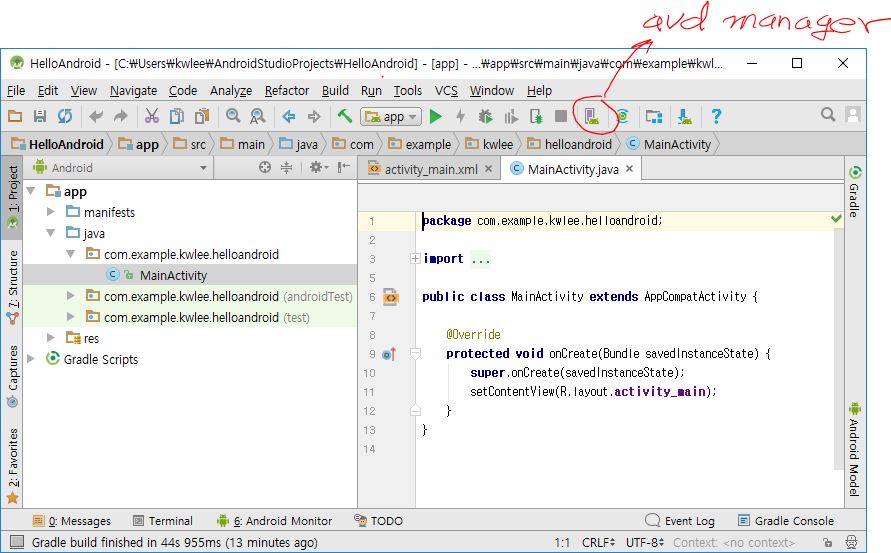 avd manager
HelloAndroid - [C:₩Users₩kwlee₩AndroidStudioProjects₩HelloAndroid] - [app] - ...₩app₩src₩main₩java₩com₩example₩kwl...
File Edit View Navigate Code Analyze Refactor Build Run Tools VCS Window Help
app
HelloAndroid app src main java com example kwlee helloandroid MainActivity
1: Project
7: Structure
Captures
2: Favorites
Android
app
manifests
java
com.example.kwlee.helloandroid
MainActivity
com.example.kwlee.helloandroid (androidTest)
com.example.kwlee.helloandroid (test)
res
Gradle Scripts
activity_main.xml MainActivity.java
1 package com.example.kwlee.helloandroid;
2
3 import ...
5
6 public class MainActivity extends AppCompatActivity {
7
8 @Override
9 protected void onCreate(Bundle savedInstanceState) {
10 super.onCreate(savedInstanceState);
11 setContentView(R.layout.activity_main);
12 }
13 }
14
Gradle
Android Model
0: Messages Terminal 6: Android Monitor TODO Event Log Gradle Console
Gradle build finished in 44s 955ms (13 minutes ago) 1:1 CRLF UTF-8 Context: <no context>